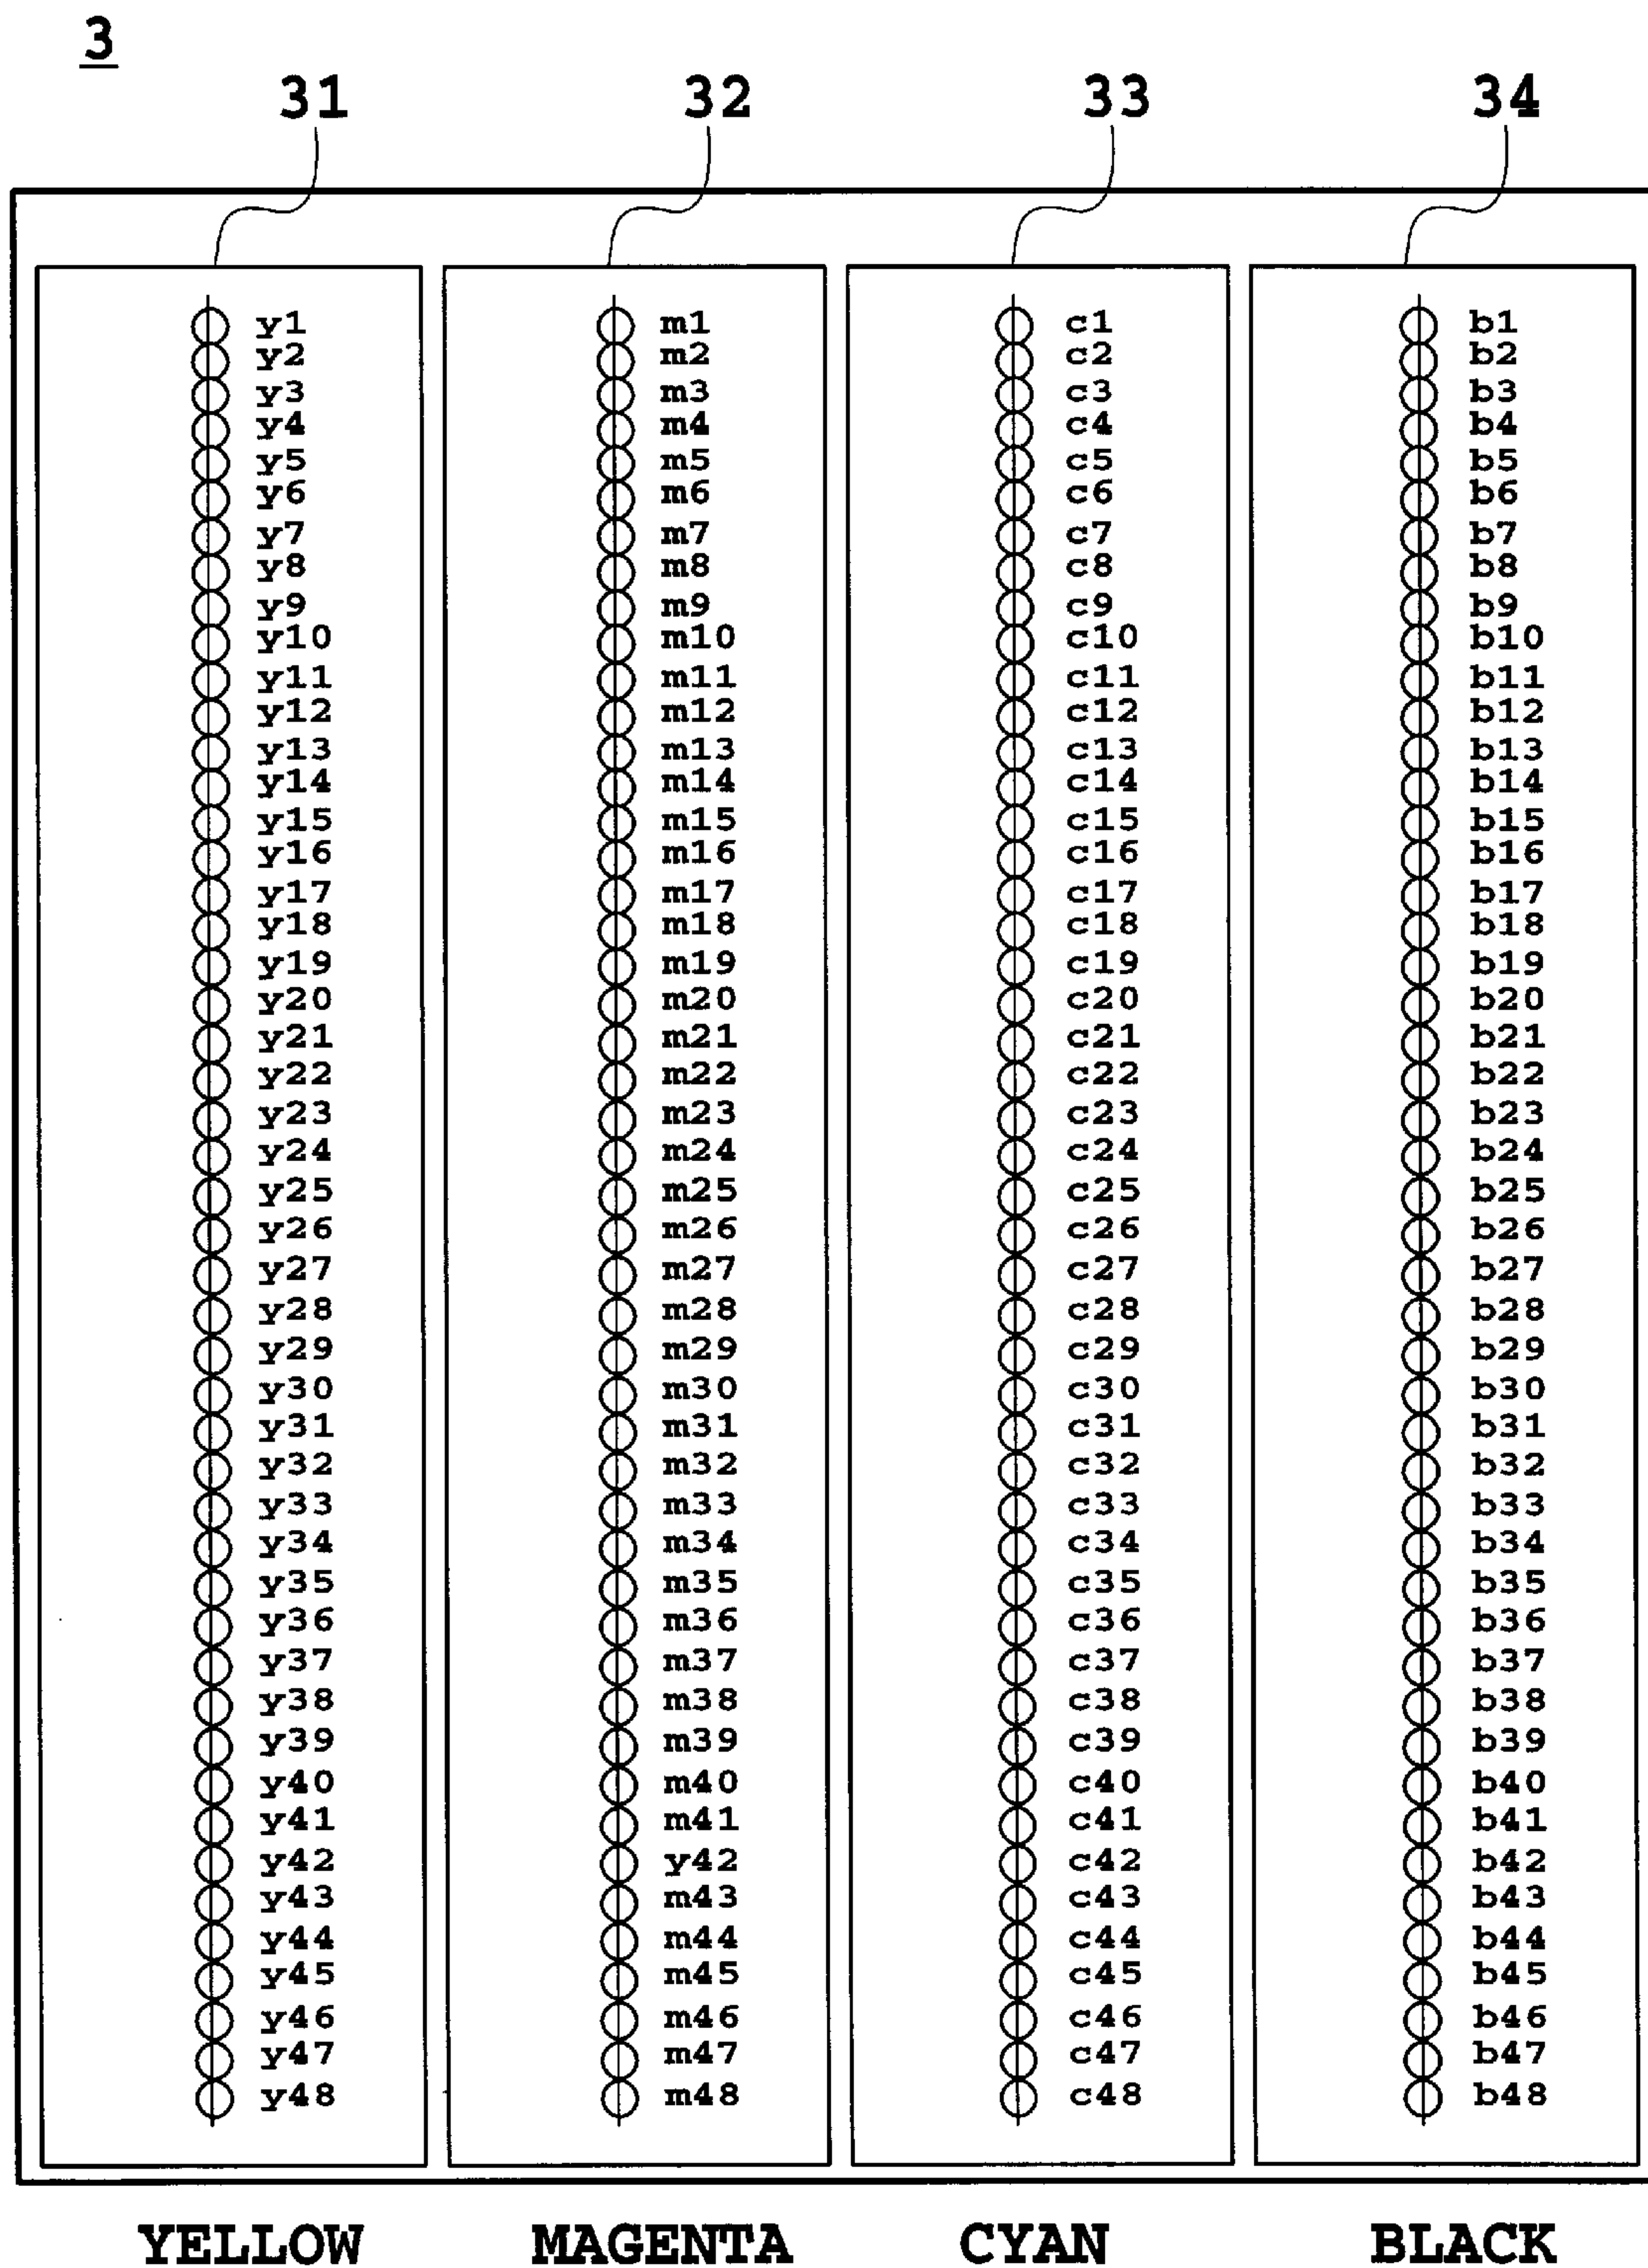 3
31 32 33 34
y1 m1 c1 b1
y2 m2 c2 b2
y3 m3 c3 b3
y4 m4 c4 b4
y5 m5 c5 b5
y6 m6 c6 b6
y7 m7 c7 b7
y8 m8 c8 b8
y9 m9 c9 b9
y10 m10 c10 b10
y11 m11 c11 b11
y12 m12 c12 b12
y13 m13 c13 b13
y14 m14 c14 b14
y15 m15 c15 b15
y16 m16 c16 b16
y17 m17 c17 b17
y18 m18 c18 b18
y19 m19 c19 b19
y20 m20 c20 b20
y21 m21 c21 b21
y22 m22 c22 b22
y23 m23 c23 b23
y24 m24 c24 b24
y25 m25 c25 b25
y26 m26 c26 b26
y27 m27 c27 b27
y28 m28 c28 b28
y29 m29 c29 b29
y30 m30 c30 b30
y31 m31 c31 b31
y32 m32 c32 b32
y33 m33 c33 b33
y34 m34 c34 b34
y35 m35 c35 b35
y36 m36 c36 b36
y37 m37 c37 b37
y38 m38 c38 b38
y39 m39 c39 b39
y40 m40 c40 b40
y41 m41 c41 b41
y42 y42 c42 b42
y43 m43 c43 b43
y44 m44 c44 b44
y45 m45 c45 b45
y46 m46 c46 b46
y47 m47 c47 b47
y48 m48 c48 b48
YELLOW MAGENTA CYAN BLACK